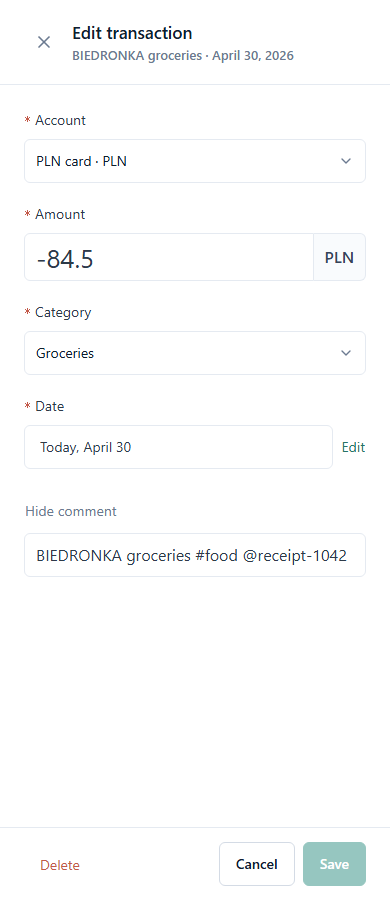 Edit transaction
BIEDRONKA groceries · April 30, 2026
* Account
PLN card · PLN
* Amount
-84.5 PLN
* Category
Groceries
* Date
Today, April 30 Edit
Hide comment
BIEDRONKA groceries #food @receipt-1042
Delete Cancel Save